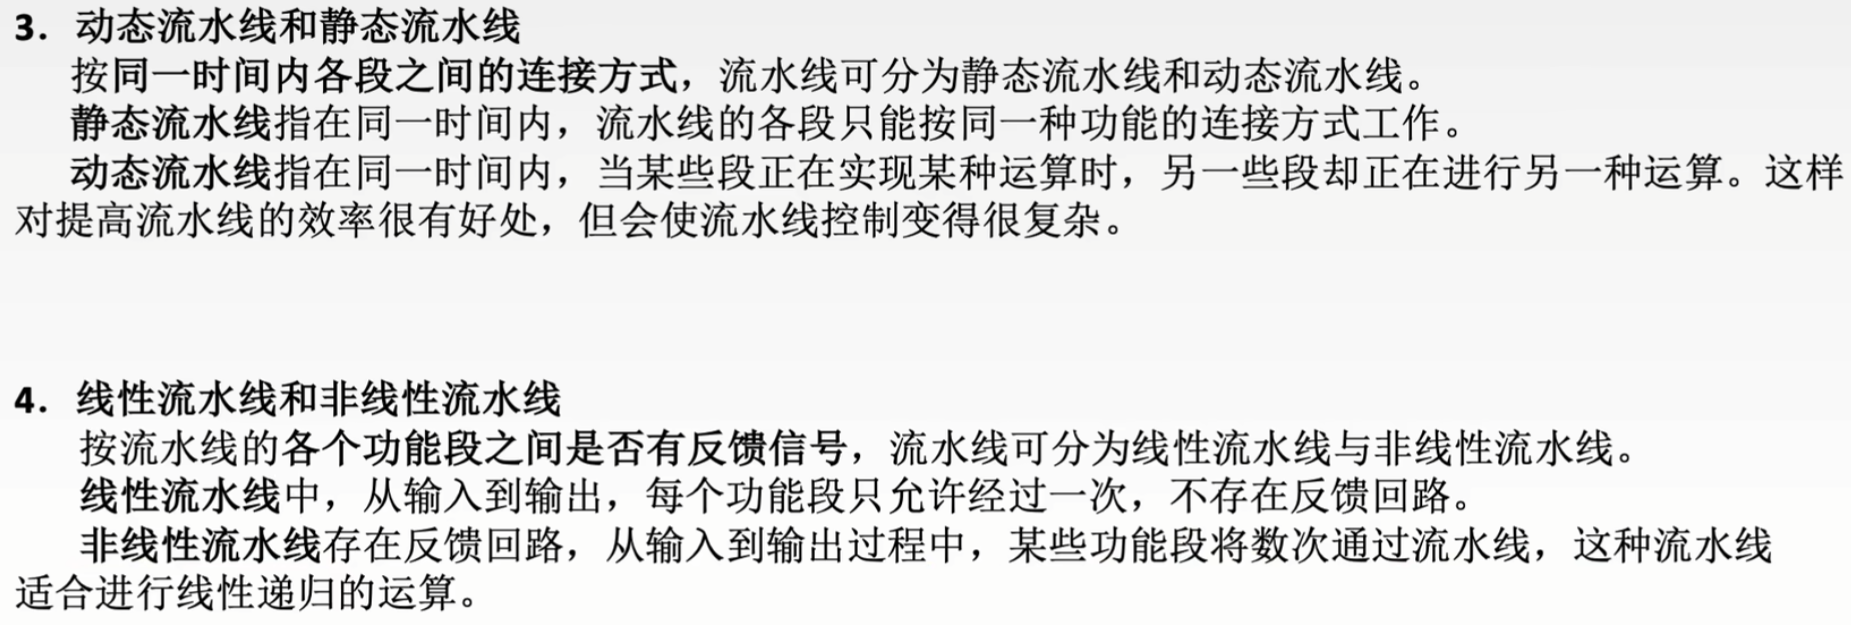 3. 动态流水线和静态流水线
按同一时间内各段之间的连接方式，流水线可分为静态流水线和动态流水线。
静态流水线指在同一时间内，流水线的各段只能按同一种功能的连接方式工作。
动态流水线指在同一时间内，当某些段正在实现某种运算时，另一些段却正在进行另一种运算。这样
对提高流水线的效率很有好处，但会使流水线控制变得很复杂。
4. 线性流水线和非线性流水线
按流水线的各个功能段之间是否有反馈信号，流水线可分为线性流水线与非线性流水线。
线性流水线中，从输入到输出，每个功能段只允许经过一次，不存在反馈回路。
非线性流水线存在反馈回路，从输入到输出过程中，某些功能段将数次通过流水线，这种流水线
适合进行线性递归的运算。